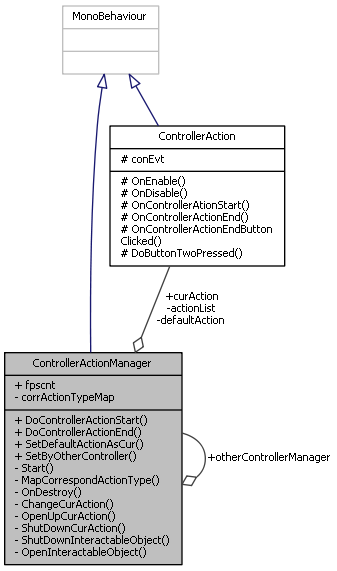 MonoBehaviour
ControllerAction
# conEvt
# OnEnable()
# OnDisable()
# OnControllerAtionStart()
# OnControllerActionEnd()
# OnControllerActionEndButton
Clicked()
# DoButtonTwoPressed()
+curAction
-actionList
-defaultAction
ControllerActionManager
+ fpscnt
- corrActionTypeMap
+ DoControllerActionStart()
+ DoControllerActionEnd()
+ SetDefaultActionAsCur()
+ SetByOtherController()
- Start()
- MapCorrespondActionType()
- OnDestroy()
- ChangeCurAction()
- OpenUpCurAction()
- ShutDownCurAction()
- ShutDownInteractableObject()
- OpenInteractableObject()
+otherControllerManager